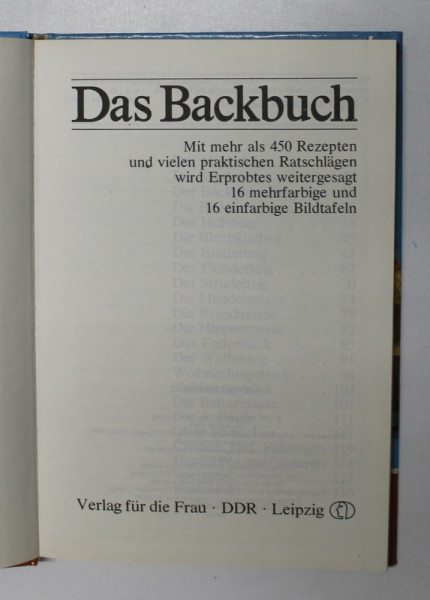 Das Backbuch
Mit mehr als 450 Rezepten
und vielen praktischen Ratschlägen
wird Erprobtes weitergesagt
16 mehrfarbige und
16 einfarbige Bildtafeln
Verlag für die Frau · DDR · Leipzig